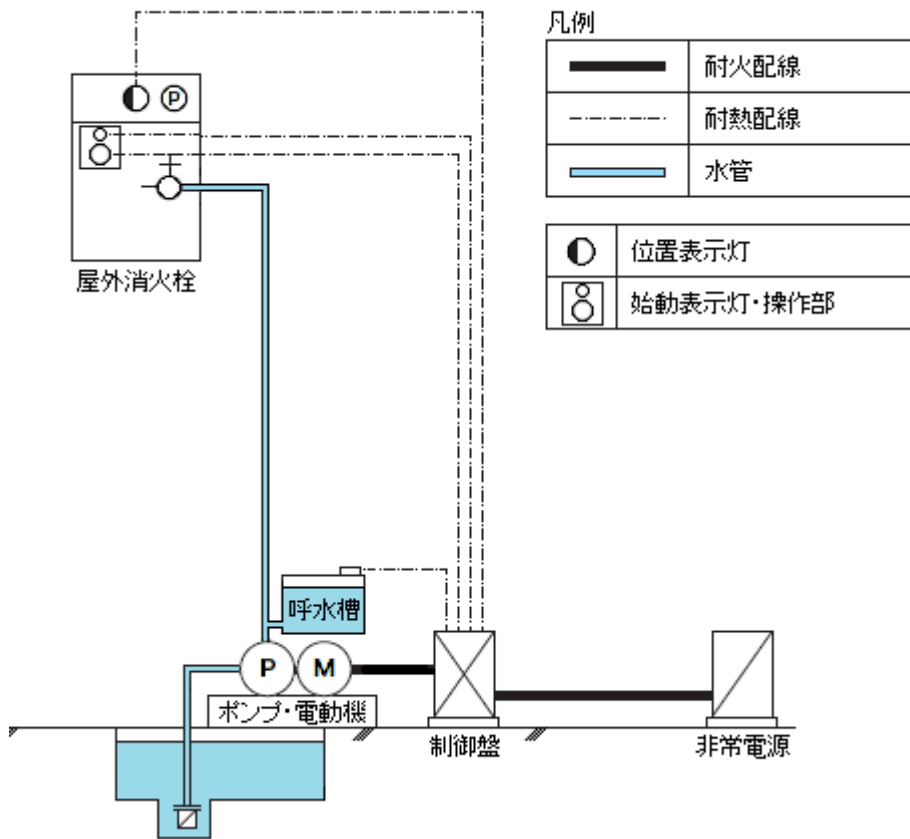 凡例
耐火配線
耐熱配線
水管
位置表示灯
始動表示灯・操作部
P
屋外消火栓
呼水槽
P
M
ポンプ・電動機
制御盤
非常電源